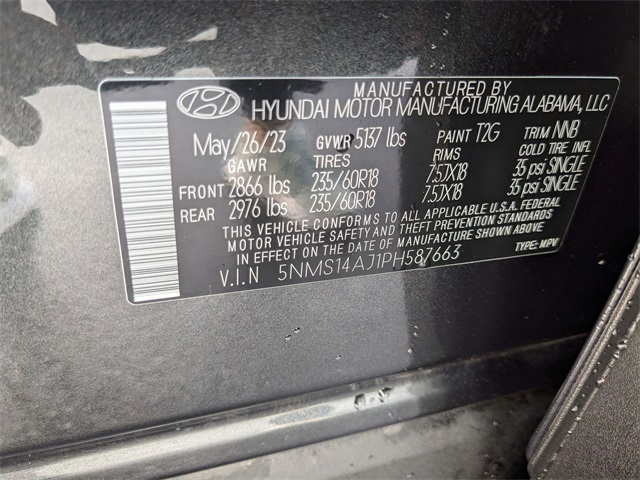 MANUFACTURED BY
HYUNDAI MOTOR MANUFACTURING ALABAMA, LLC
May/26/23 GVWR 5137 lbs PAINT T2G TRIM NNB
GAWR TIRES RIMS COLD TIRE INFL
FRONT 2866 lbs 235/60R18 7.5JX18 35 psi SINGLE
REAR 2976 lbs 235/60R18 7.5JX18 35 psi SINGLE
THIS VEHICLE CONFORMS TO ALL APPLICABLE U.S.A. FEDERAL
MOTOR VEHICLE SAFETY AND THEFT PREVENTION STANDARDS
IN EFFECT ON THE DATE OF MANUFACTURE SHOWN ABOVE
V.I.N 5NMS14AJ1PH587663 TYPE: MPV